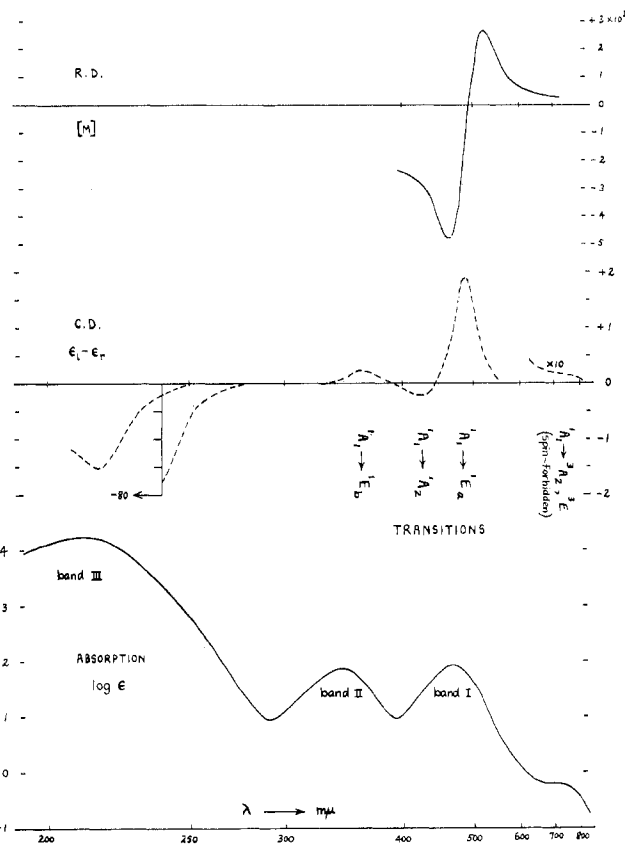 +3 ×10³
R.D.
2
1
0
[M]
-1
-2
-3
-4
-5
+2
C.D.
+1
εl-εr
×10
0
-1
-2
-80
¹A₁ → ¹E_b
¹A₁ → ¹A₂
¹A₁ → ¹E_a
¹A₁ → ³A₂, ³E
(spin-forbidden)
TRANSITIONS
4
band III
3
ABSORPTION
2
log ε
band II
band I
1
0
1
λ → mμ
200
250
300
400
500
600
700
800